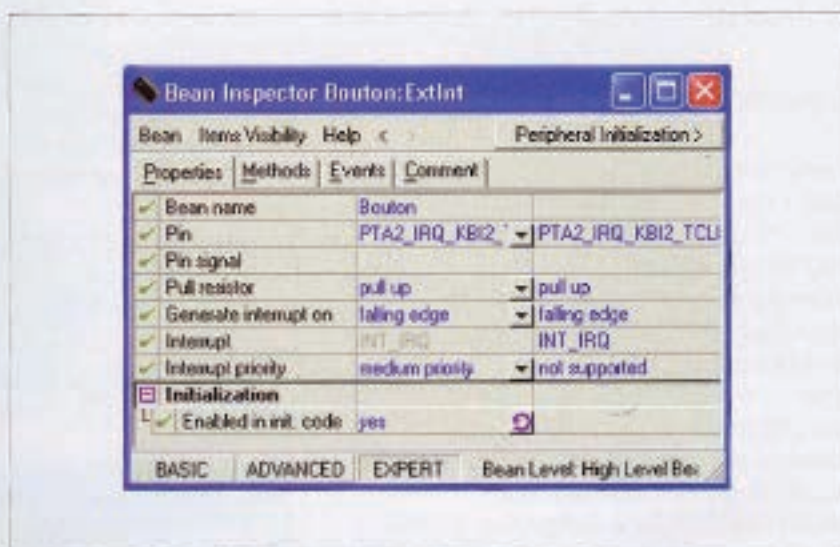 Bean Inspector Bouton:ExtInt
Bean Items Visibility Help < > Peripheral Initialization >
Properties Methods Events Comment
Bean name Bouton
Pin PTA2_IRQ_KBI2_ PTA2_IRQ_KBI2_TCL
Pin signal
Pull resistor pull up pull up
Generate interrupt on falling edge falling edge
Interrupt INT_IRQ INT_IRQ
Interrupt priority medium priority not supported
Initialization
Enabled in init. code yes
BASIC ADVANCED EXPERT Bean Level: High Level Be